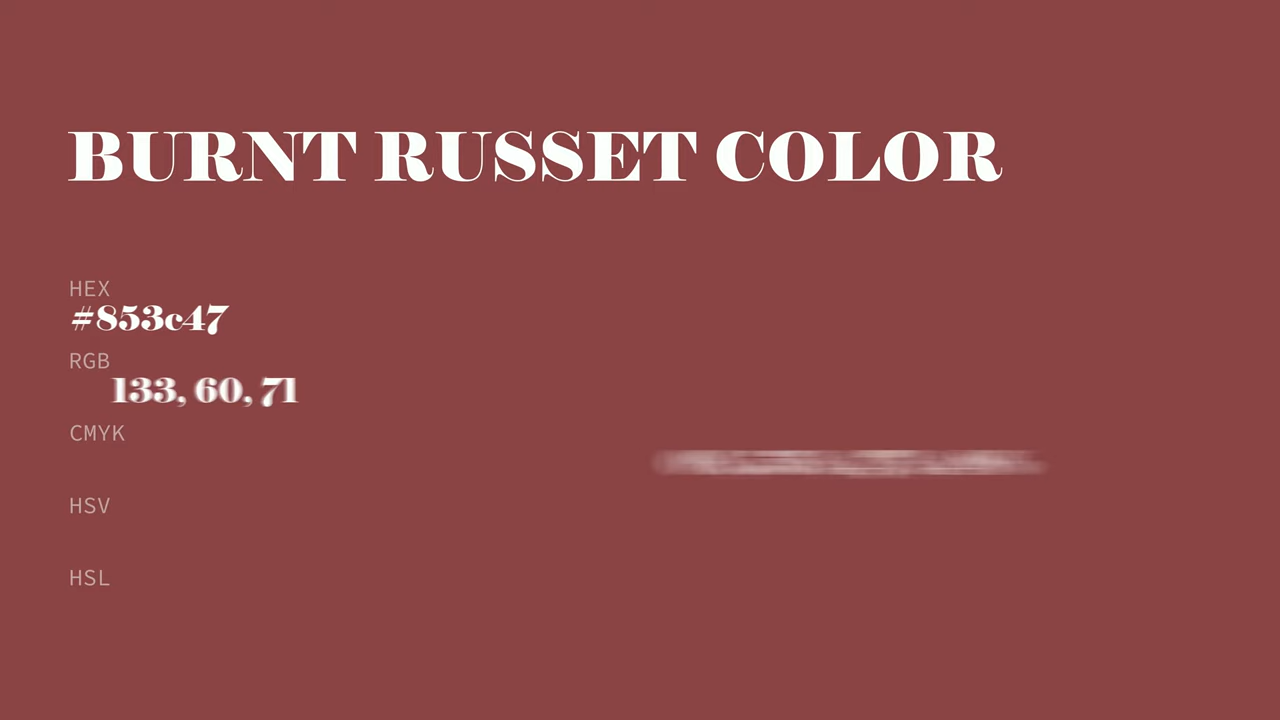 BURNT RUSSET COLOR
HEX
#853c47
RGB
133, 60, 71
CMYK
HSV
HSL